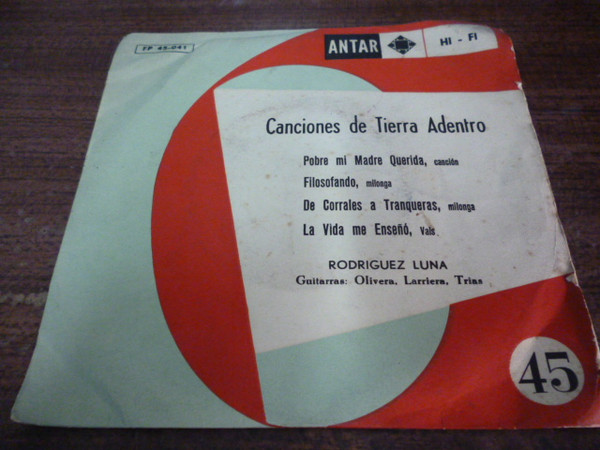 FP 45-041
ANTAR HI - FI
Canciones de Tierra Adentro
Pobre mi Madre Querida, canción
Filosofando, milonga
De Corrales a Tranqueras, milonga
La Vida me Enseñó, Vals
RODRIGUEZ LUNA
Guitarras: Olivera, Larriera, Trias
45